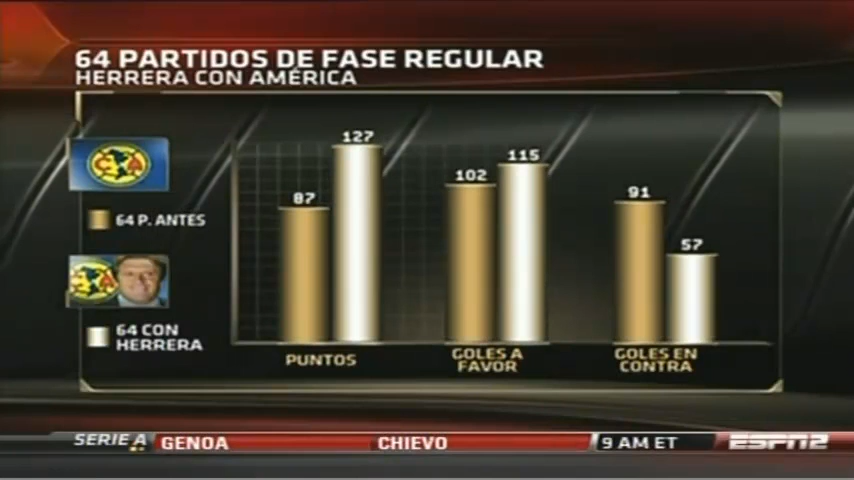 64 PARTIDOS DE FASE REGULAR
HERRERA CON AMÉRICA
CA
64 P. ANTES
64 CON
HERRERA
87
127
102
115
91
57
PUNTOS
GOLES A
FAVOR
GOLES EN
CONTRA
SERIE A
GENOA
CHIEVO
9 AM ET
ESPN2